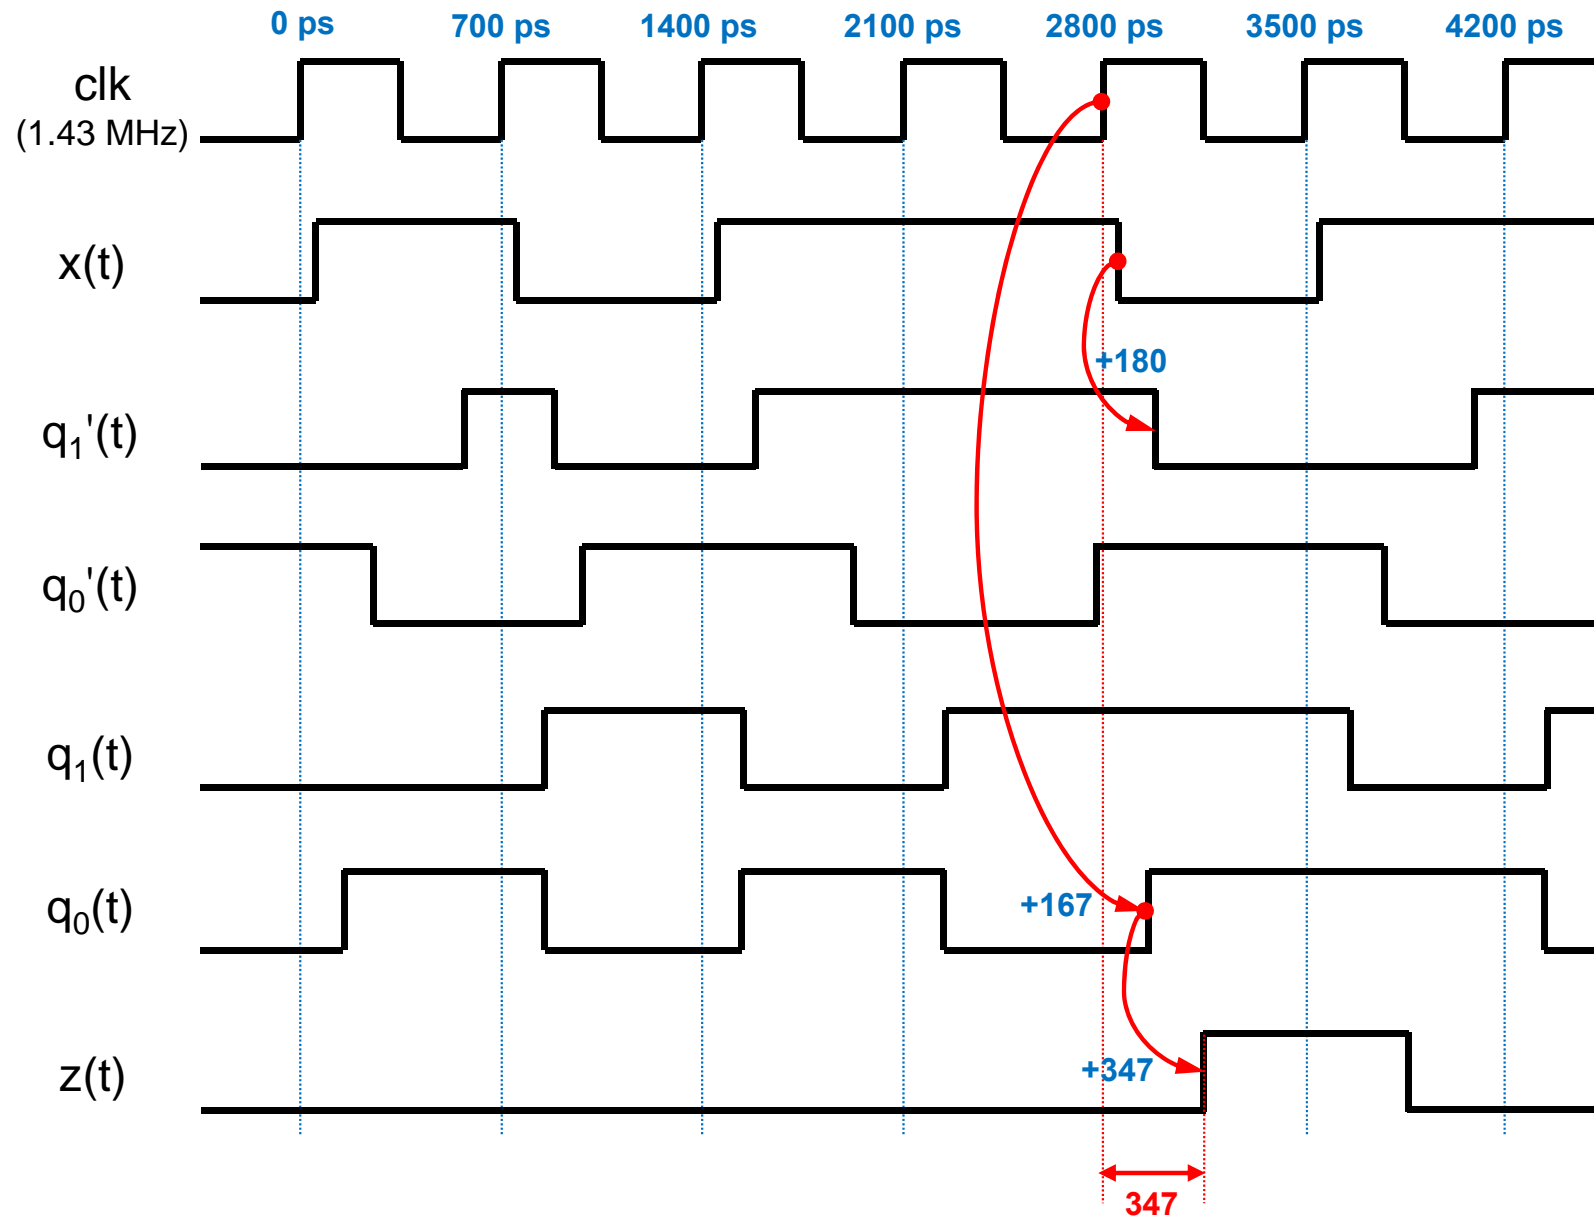 0 ps 700 ps 1400 ps 2100 ps 2800 ps 3500 ps 4200 ps
clk
(1.43 MHz)
x(t)
+180
q₁'(t)
q₀'(t)
q₁(t)
q₀(t)
+167
z(t)
+347
347